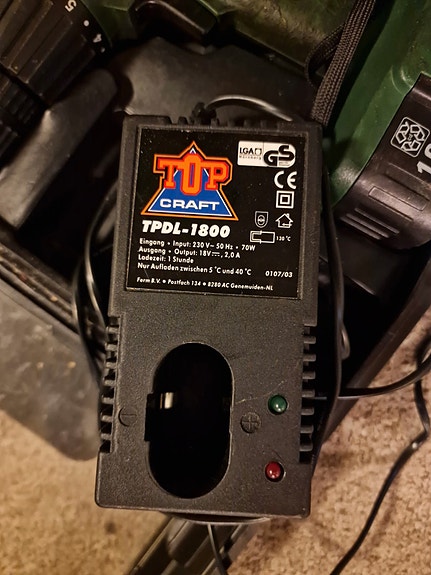 5
LGA
GS
TOP
CRAFT
CE
TPDL-1800
Eingang • Input: 230 V~ 50 Hz • 70W
Ausgang • Output: 18V⎓, 2,0 A
Ladezeit: 1 Stunde
Nur Aufladen zwischen 5 °C und 40 °C
130 °C
0107/03
Ferm B.V. • Postfach 134 • 8280 AC Genemuiden-NL
- +